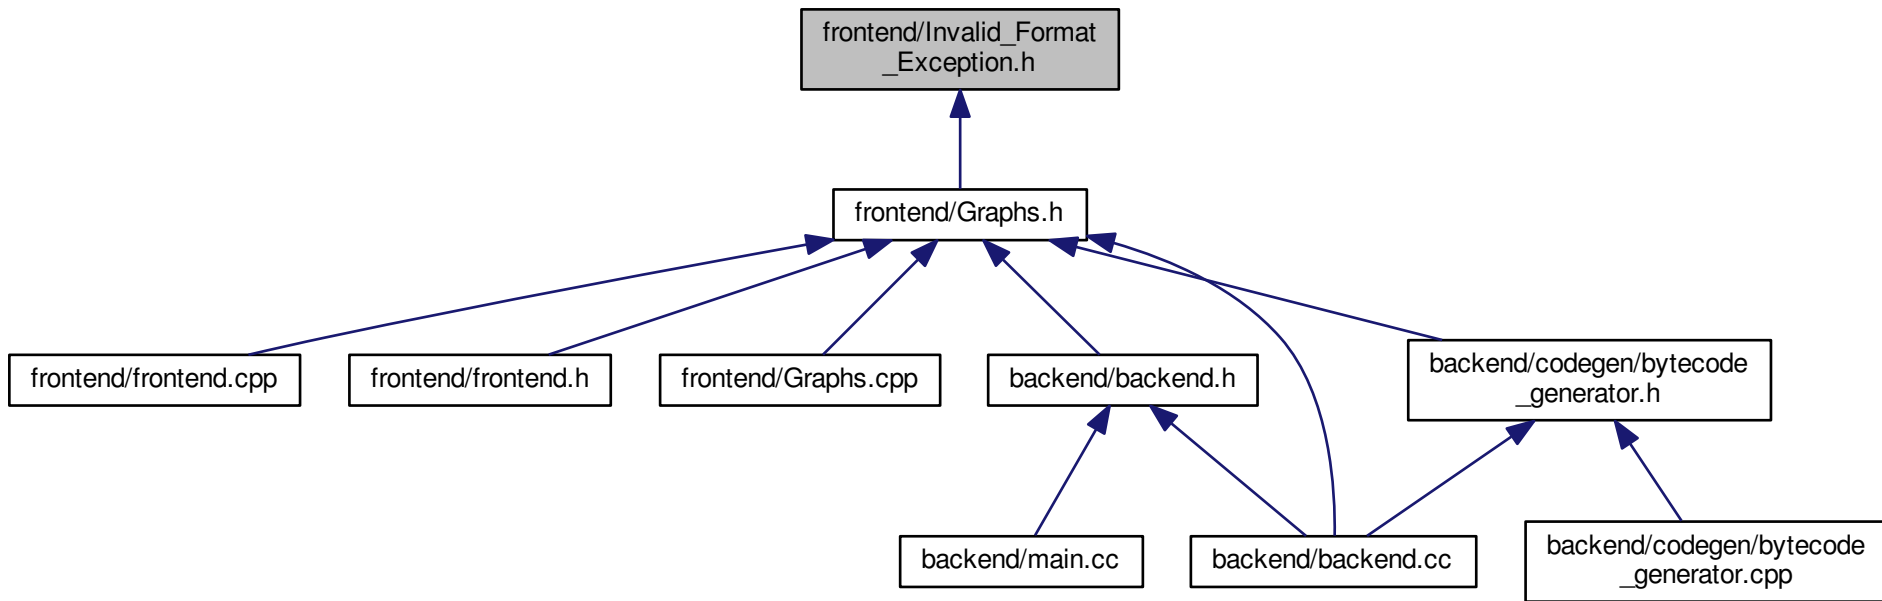 frontend/Invalid_Format
_Exception.h
frontend/Graphs.h
frontend/frontend.cpp
frontend/frontend.h
frontend/Graphs.cpp
backend/backend.h
backend/codegen/bytecode
_generator.h
backend/main.cc
backend/backend.cc
backend/codegen/bytecode
_generator.cpp